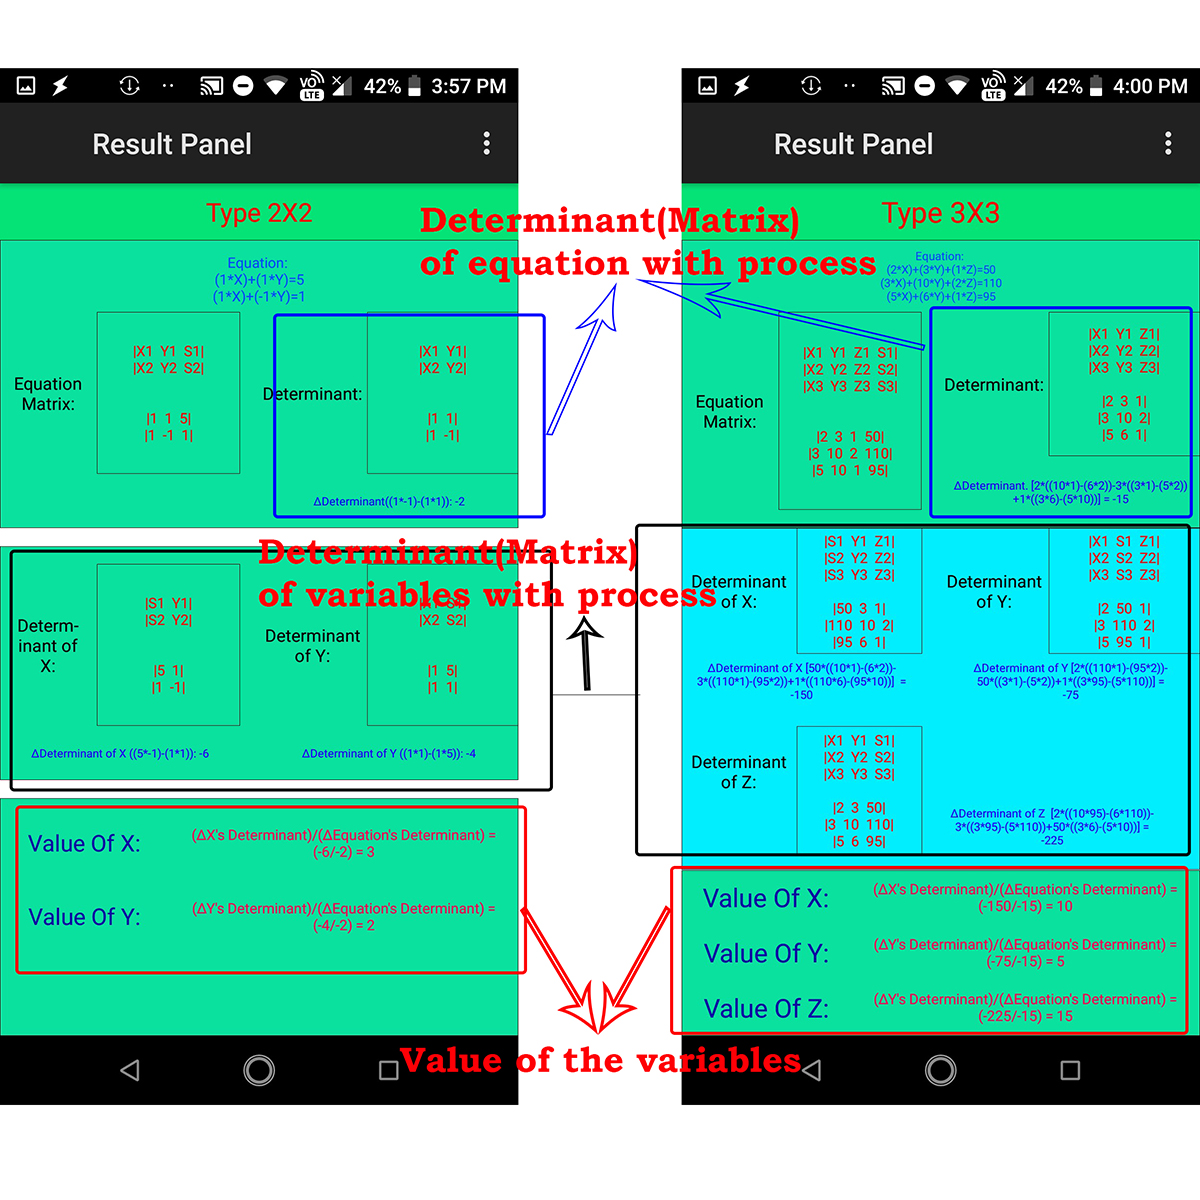 42% 3:57 PM
Result Panel
Type 2X2
Equation:
(1*X)+(1*Y)=5
(1*X)+(-1*Y)=1
Equation
Matrix:
|X1 Y1 S1|
|X2 Y2 S2|
|1 1 5|
|1 -1 1|
Determinant:
|X1 Y1|
|X2 Y2|
|1 1|
|1 -1|
ΔDeterminant((1*-1)-(1*1)): -2
Determ-
inant of
X:
|S1 Y1|
|S2 Y2|
|5 1|
|1 -1|
Determinant
of Y:
|X1 S1|
|X2 S2|
|1 5|
|1 1|
ΔDeterminant of X ((5*-1)-(1*1)): -6
ΔDeterminant of Y ((1*1)-(1*5)): -4
Value Of X:
(ΔX's Determinant)/(ΔEquation's Determinant) =
(-6/-2) = 3
Value Of Y:
(ΔY's Determinant)/(ΔEquation's Determinant) =
(-4/-2) = 2
Determinant(Matrix)
of equation with process
Determinant(Matrix)
of variables with process
Value of the variables
VO LTE 42% 4:00 PM
Result Panel
Type 3X3
Equation:
(2*X)+(3*Y)+(1*Z)=50
(3*X)+(10*Y)+(2*Z)=110
(5*X)+(6*Y)+(1*Z)=95
Equation
Matrix:
|X1 Y1 Z1 S1|
|X2 Y2 Z2 S2|
|X3 Y3 Z3 S3|
|2 3 1 50|
|3 10 2 110|
|5 10 1 95|
Determinant:
|X1 Y1 Z1|
|X2 Y2 Z2|
|X3 Y3 Z3|
|2 3 1|
|3 10 2|
|5 6 1|
ΔDeterminant. [2*((10*1)-(6*2))-3*((3*1)-(5*2))
+1*((3*6)-(5*10))] = -15
Determinant
of X:
|S1 Y1 Z1|
|S2 Y2 Z2|
|S3 Y3 Z3|
|50 3 1|
|110 10 2|
|95 6 1|
Determinant
of Y:
|X1 S1 Z1|
|X2 S2 Z2|
|X3 S3 Z3|
|2 50 1|
|3 110 2|
|5 95 1|
ΔDeterminant of X [50*((10*1)-(6*2))-
3*((110*1)-(95*2))+1*((110*6)-(95*10))] =
-150
ΔDeterminant of Y [2*((110*1)-(95*2))-
50*((3*1)-(5*2))+1*((3*95)-(5*110))] =
-75
Determinant
of Z:
|X1 Y1 S1|
|X2 Y2 S2|
|X3 Y3 S3|
|2 3 50|
|3 10 110|
|5 6 95|
ΔDeterminant of Z [2*((10*95)-(6*110))-
3*((3*95)-(5*110))+50*((3*6)-(5*10))] =
-225
Value Of X:
(ΔX's Determinant)/(ΔEquation's Determinant) =
(-150/-15) = 10
Value Of Y:
(ΔY's Determinant)/(ΔEquation's Determinant) =
(-75/-15) = 5
Value Of Z:
(ΔY's Determinant)/(ΔEquation's Determinant) =
(-225/-15) = 15